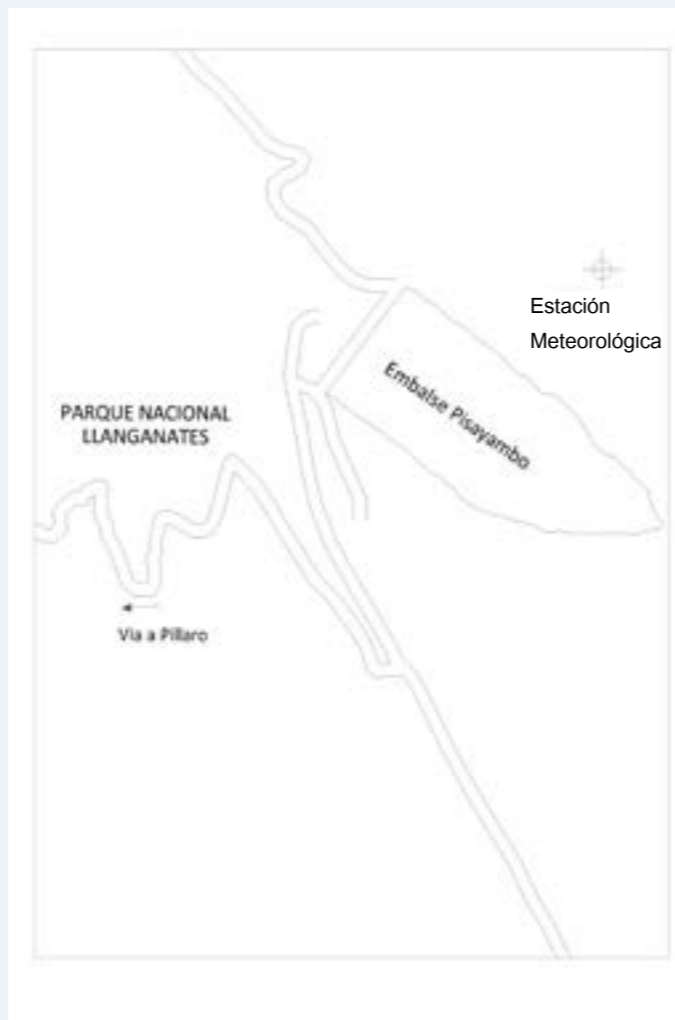 Estación
Meteorológica
Embalse Pisayambo
PARQUE NACIONAL
LLANGANATES
Via a Pillaro